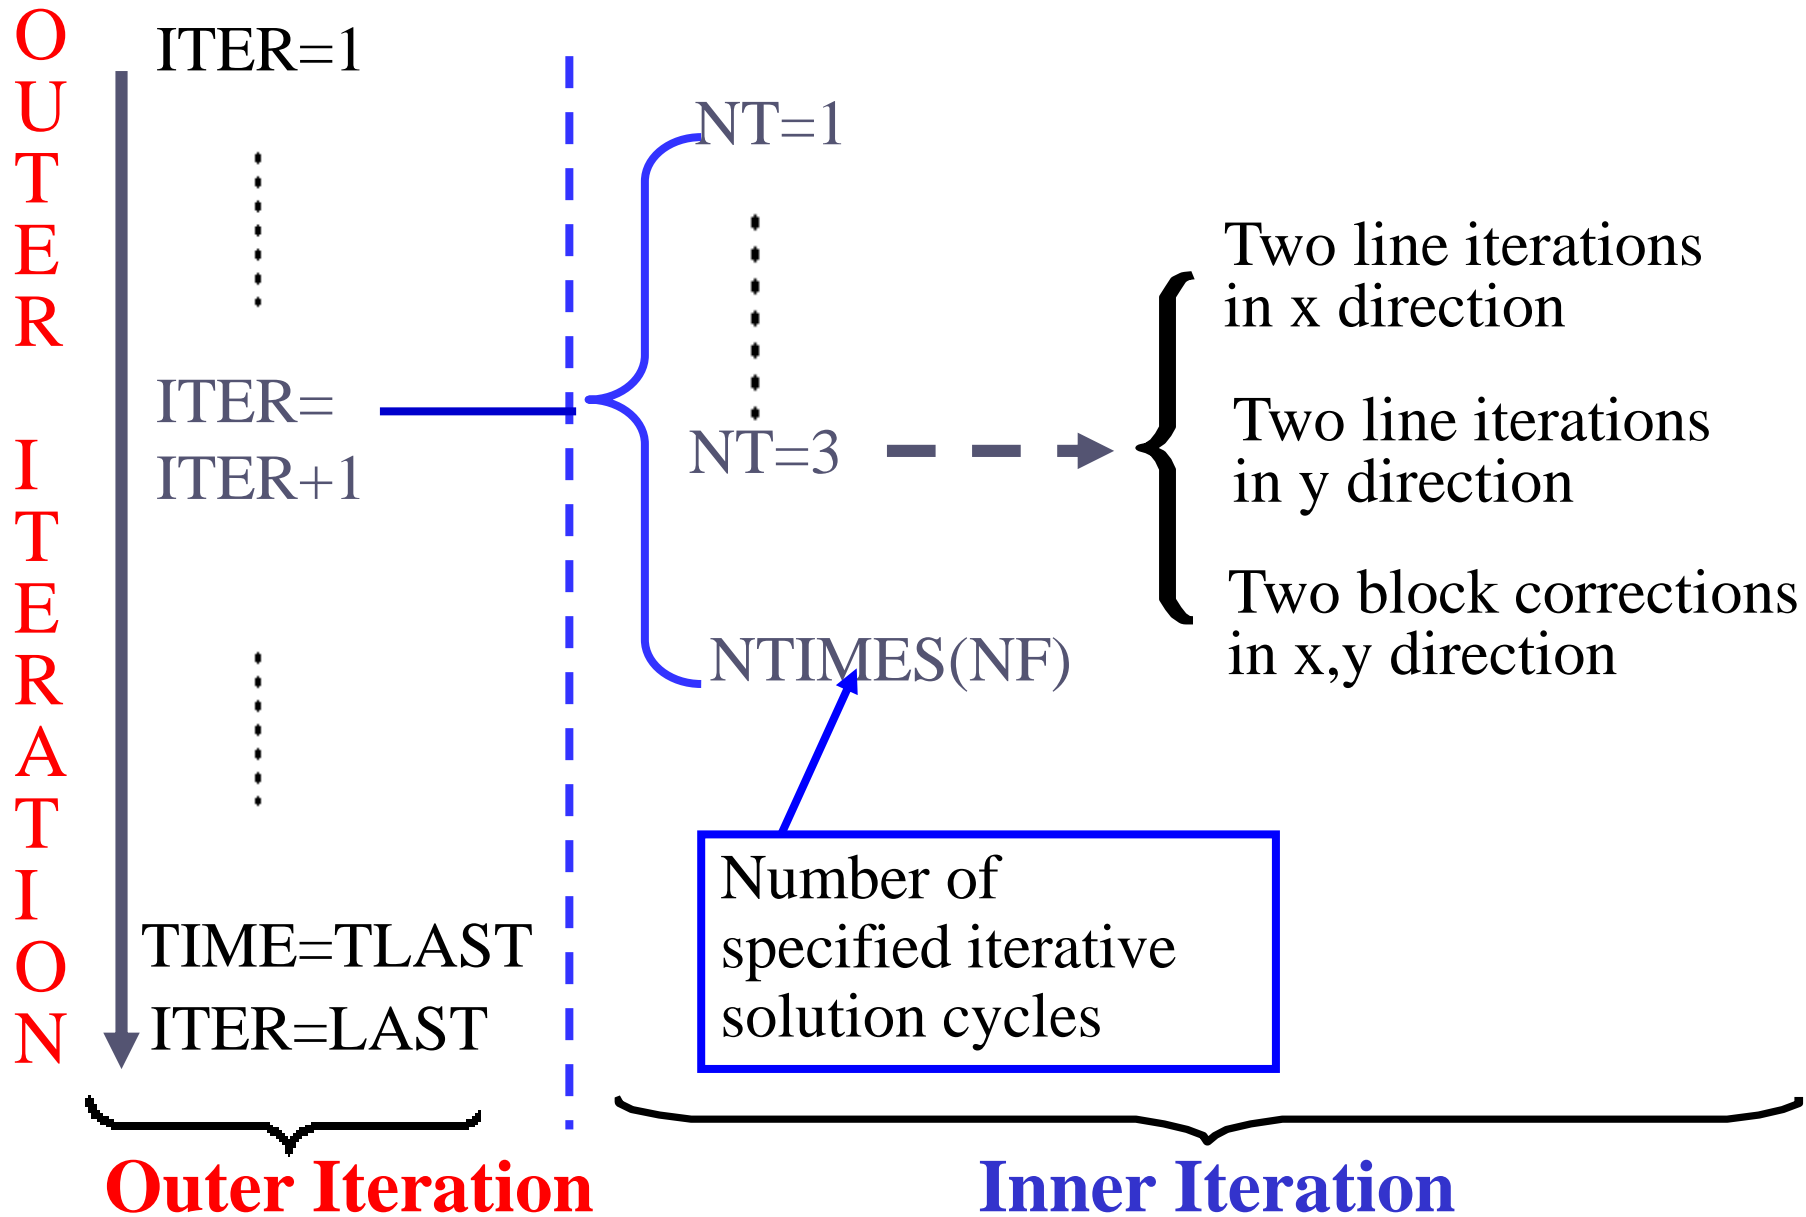 OUTER ITERATION
ITER=1
ITER=
ITER+1
TIME=TLAST
ITER=LAST
NT=1
NT=3
NTIMES(NF)
Two line iterations
in x direction
Two line iterations
in y direction
Two block corrections
in x,y direction
Number of
specified iterative
solution cycles
Outer Iteration
Inner Iteration